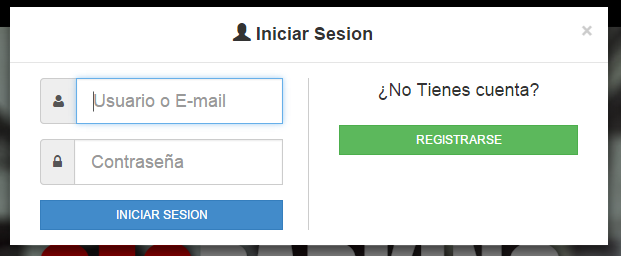 Iniciar Sesion
×
Usuario o E-mail
Contraseña
INICIAR SESION
¿No Tienes cuenta?
REGISTRARSE